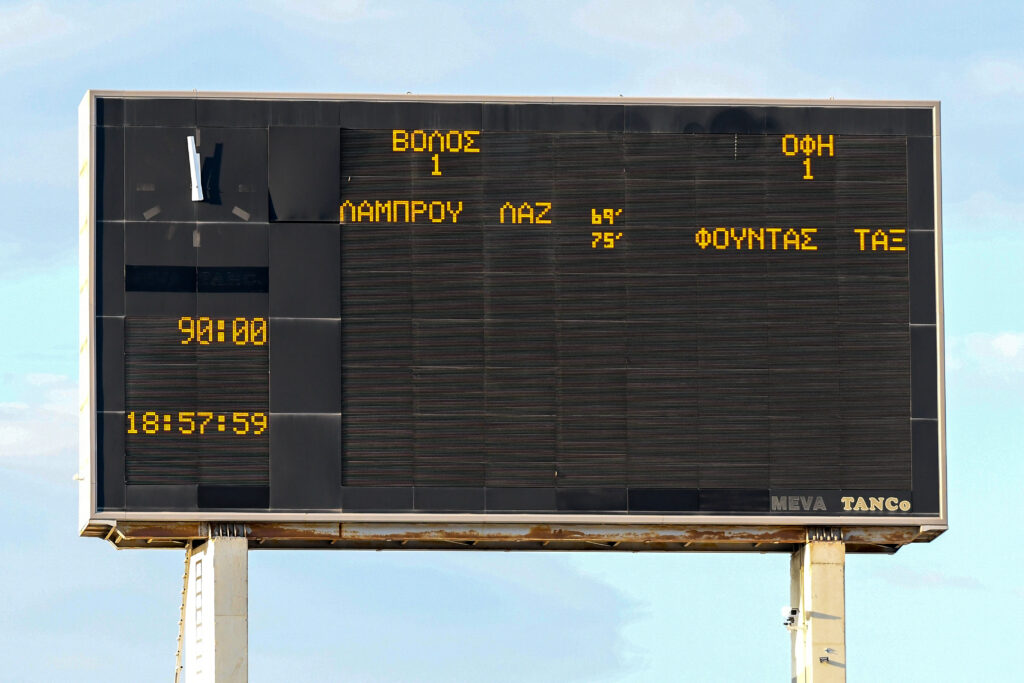 ΒΟΛΟΣ ΟΦΗ
1 1
ΛΑΜΠΡΟΥ ΛΑΖ 69'
75' ΦΟΥΝΤΑΣ ΤΑΞ
90:00
18:57:59
MEVA TANCo